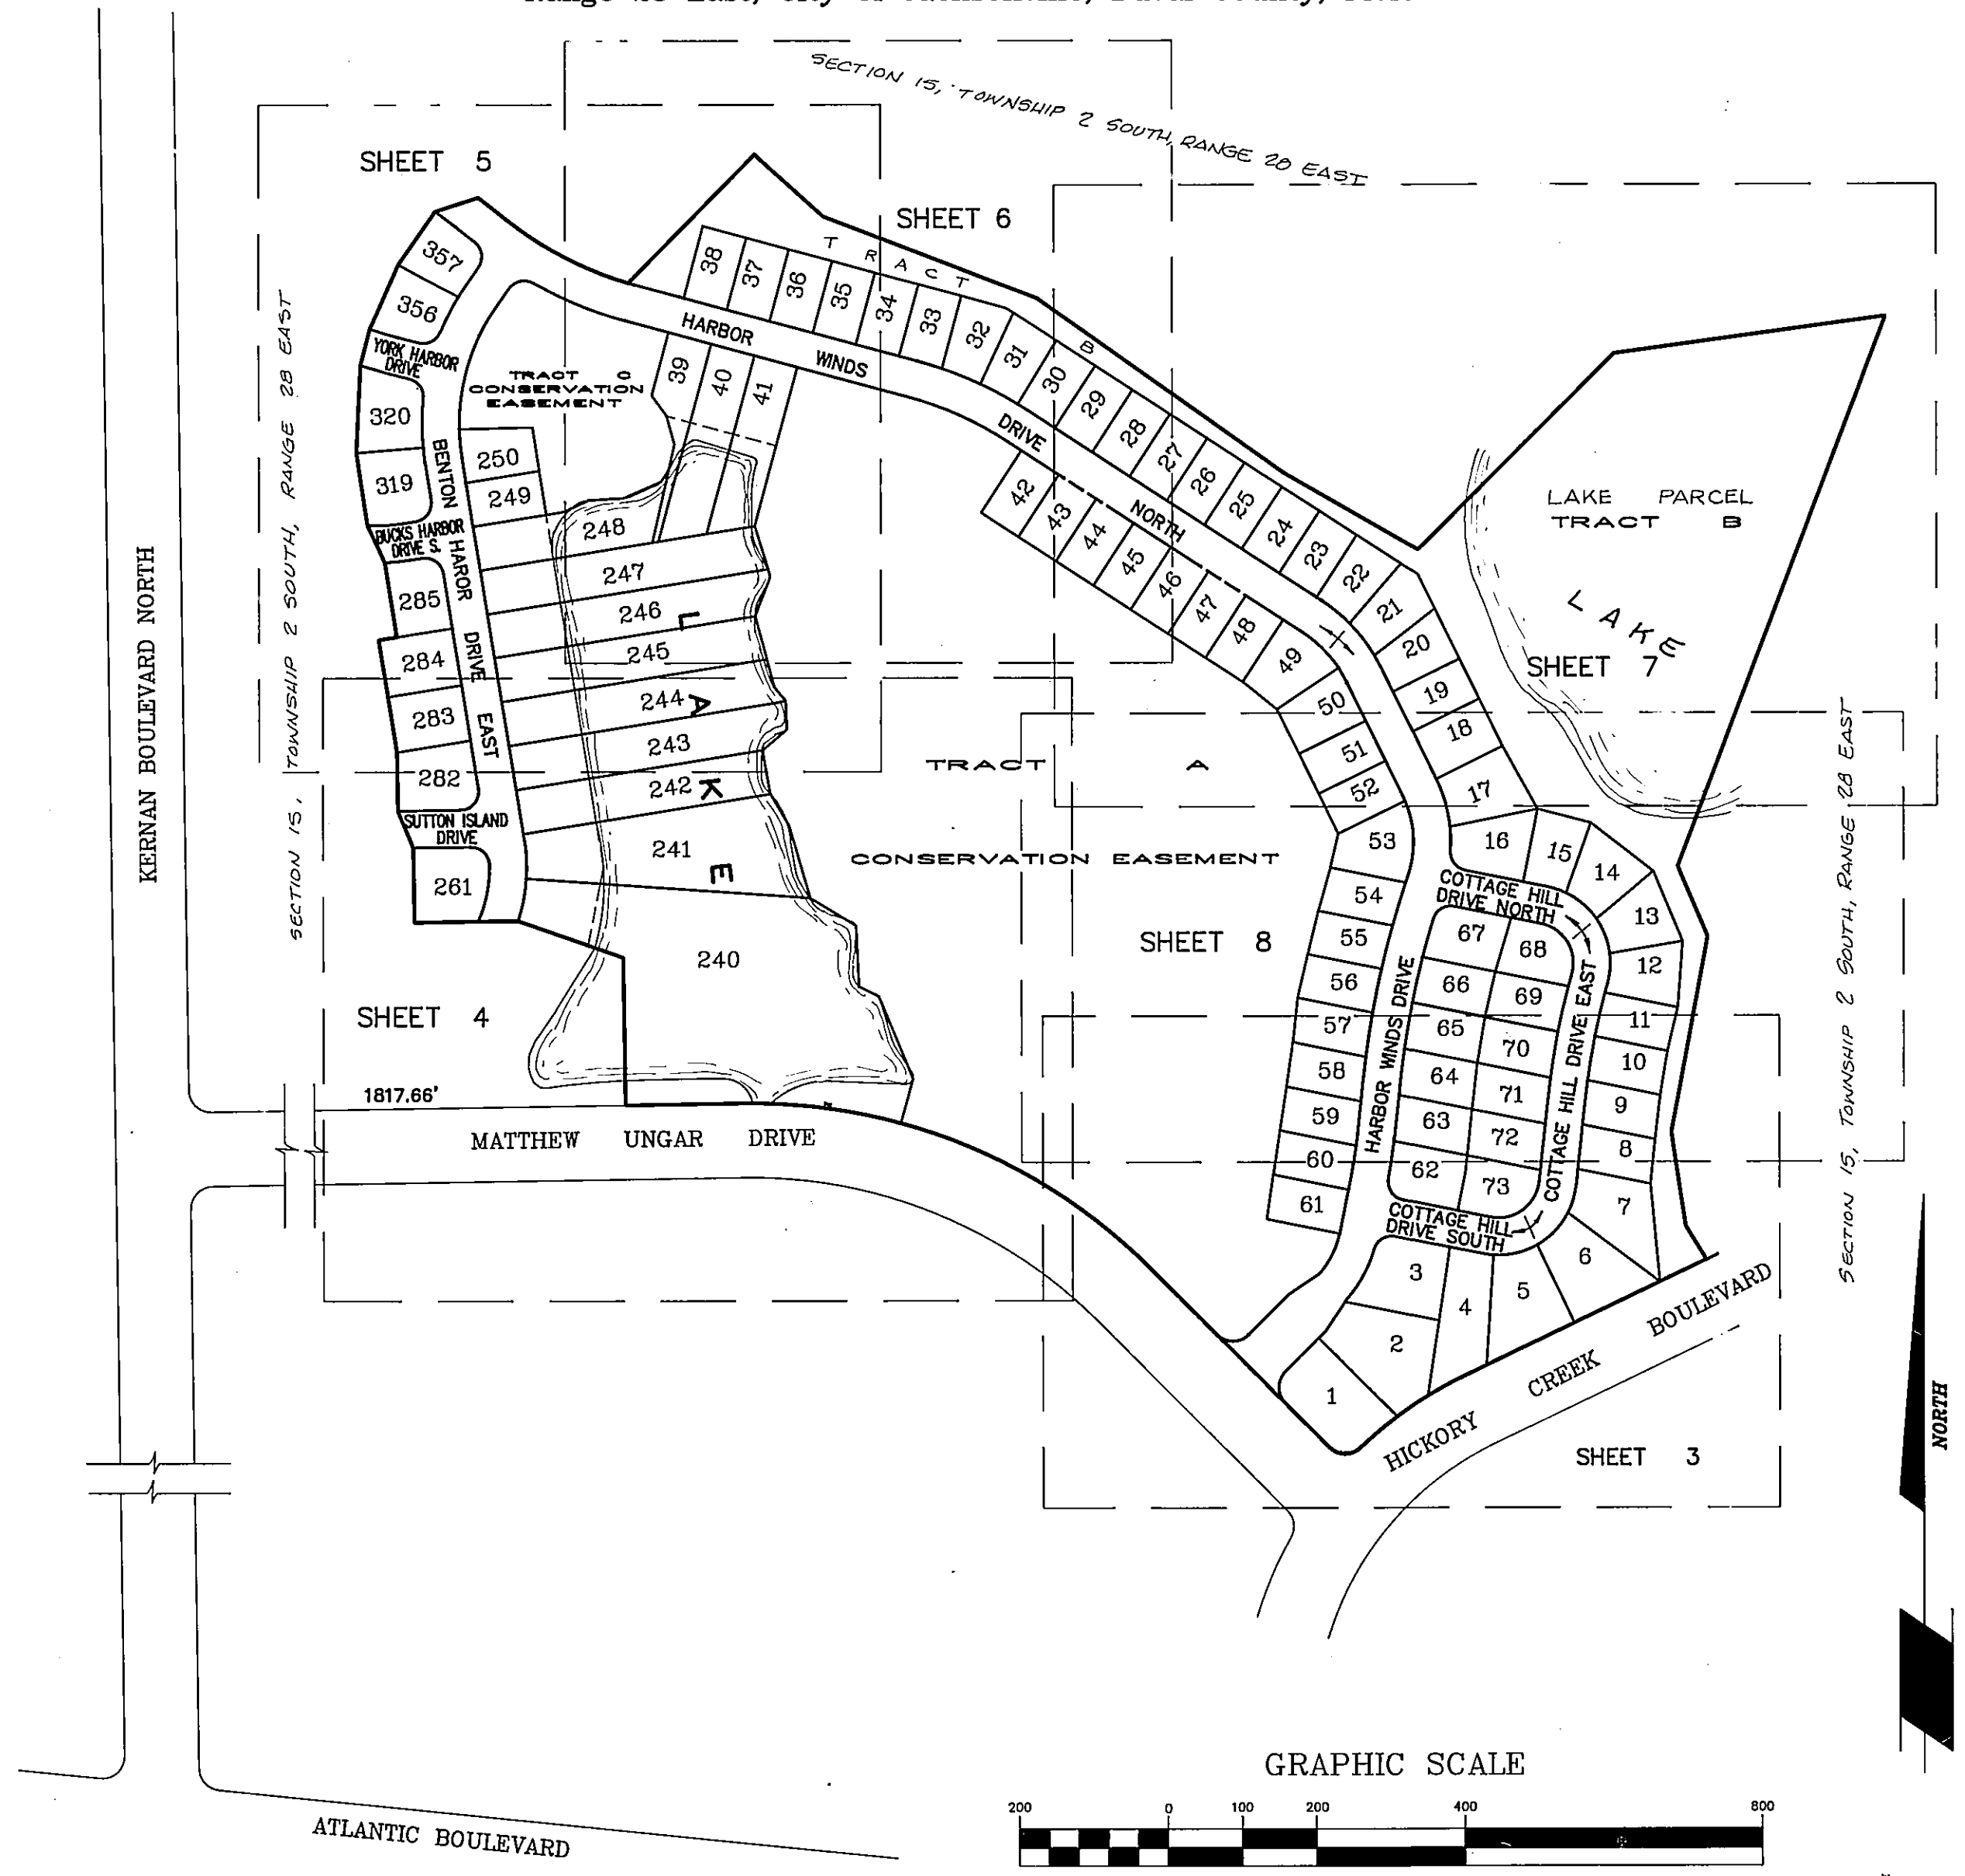 SECTION 15, TOWNSHIP 2 SOUTH, RANGE 28 EAST
SHEET 5
SHEET 6
357
356
YORK HARBOR
DRIVE
320
319
BUCKS HARBOR
DRIVE S.
285
284
283
282
SUTTON ISLAND
DRIVE
261
BENTON HAROR DRIVE EAST
TRACT C
CONSERVATION
EASEMENT
250
249
248
247
246
245
244
243
242
241
240
LAKE
38
37
36
35
34
33
32
31
30
29
28
27
26
25
24
23
22
21
20
19
18
17
16
15
14
13
12
11
10
9
8
7
6
5
4
3
2
1
TRACT B
HARBOR WINDS DRIVE NORTH
39
40
41
42
43
44
45
46
47
48
49
50
51
52
53
54
55
56
57
58
59
60
61
LAKE PARCEL
TRACT B
LAKE
SHEET 7
TRACT A
CONSERVATION EASEMENT
SHEET 8
COTTAGE HILL
DRIVE NORTH
67
68
66
69
65
70
64
71
63
72
62
73
HARBOR WINDS DRIVE
COTTAGE HILL DRIVE EAST
COTTAGE HILL
DRIVE SOUTH
SHEET 4
1817.66'
MATTHEW UNGAR DRIVE
KERNAN BOULEVARD NORTH
SECTION 15, TOWNSHIP 2 SOUTH, RANGE 28 EAST
SECTION 15, TOWNSHIP 2 SOUTH, RANGE 28 EAST
HICKORY CREEK BOULEVARD
SHEET 3
NORTH
ATLANTIC BOULEVARD
GRAPHIC SCALE
200 0 100 200 400 800